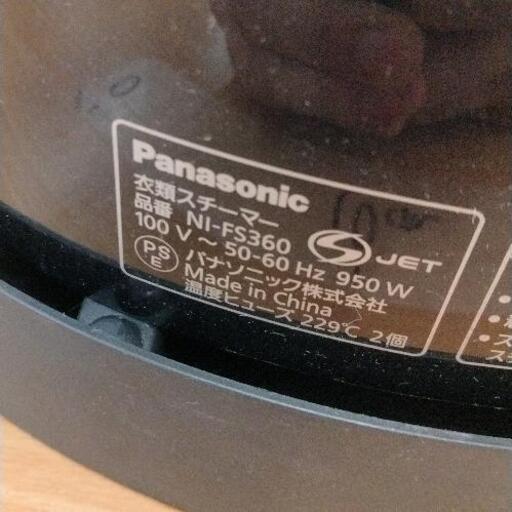 Panasonic
衣類スチーマー
品番 NI-FS360
100 V ~ 50-60 Hz 950 W
S JET
PS E
パナソニック株式会社
Made in China
温度ヒューズ 229℃ 2個